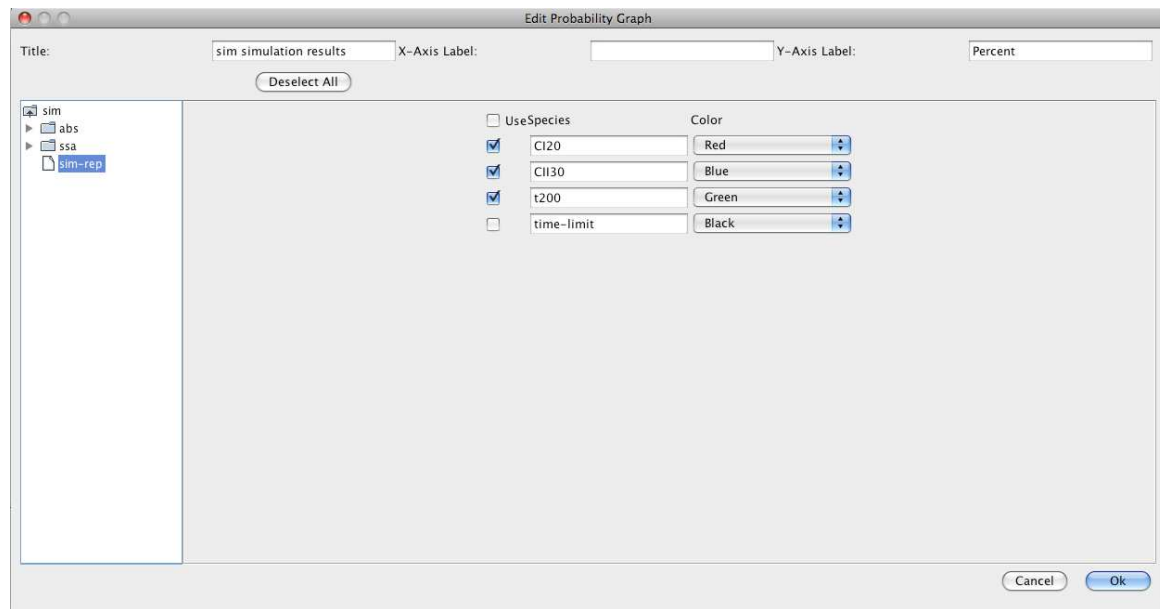 Edit Probability Graph
Title: sim simulation results X-Axis Label: Y-Axis Label: Percent
Deselect All
sim
abs
ssa
sim-rep
Use Species Color
CI20 Red
CII30 Blue
t200 Green
time-limit Black
Cancel Ok